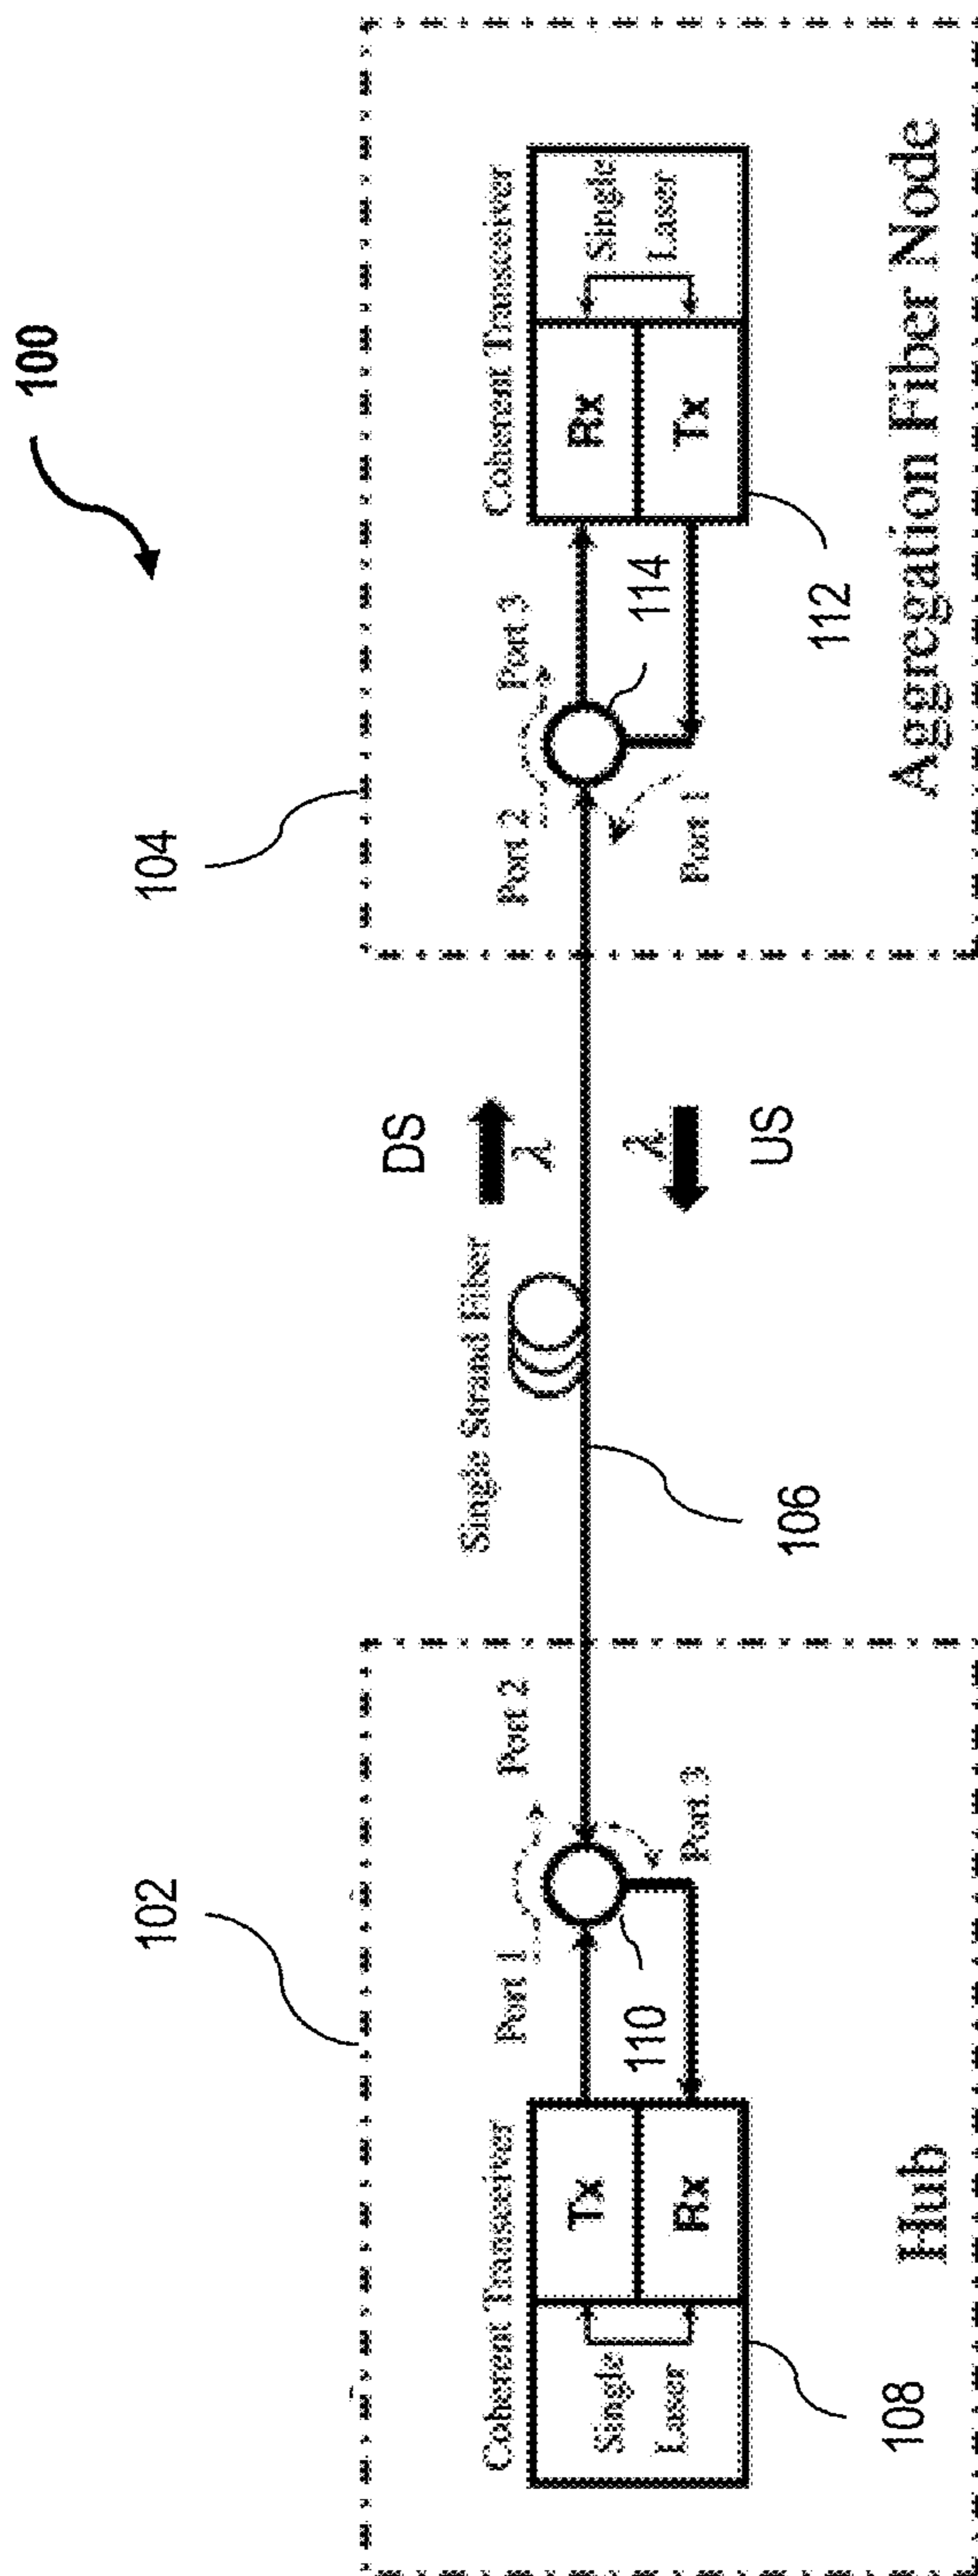 100
102
104
Coherent Transceiver
Single
Laser
Tx
Rx
108
Port 1
Port 2
Port 3
110
Hub
Single Strand Fiber
106
DS
λ
λ
US
Port 2
Port 3
Port 1
114
Coherent Transceiver
Rx
Tx
Single
Laser
112
Aggregation Fiber Node